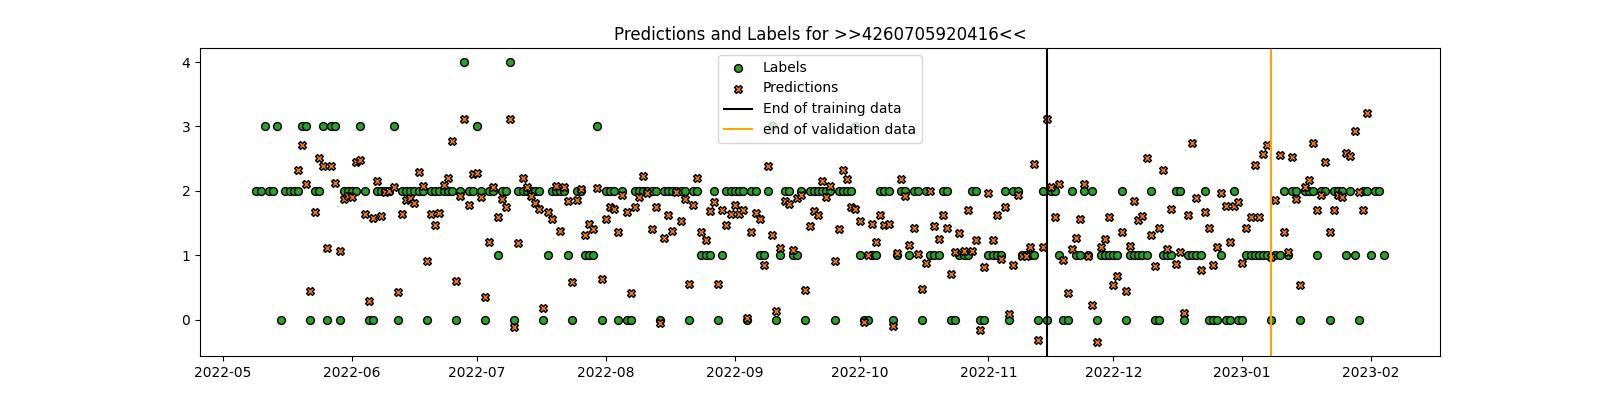 Predictions and Labels for >>4260705920416<<
Labels
Predictions
End of training data
end of validation data
4
3
2
1
0
2022-05 2022-06 2022-07 2022-08 2022-09 2022-10 2022-11 2022-12 2023-01 2023-02